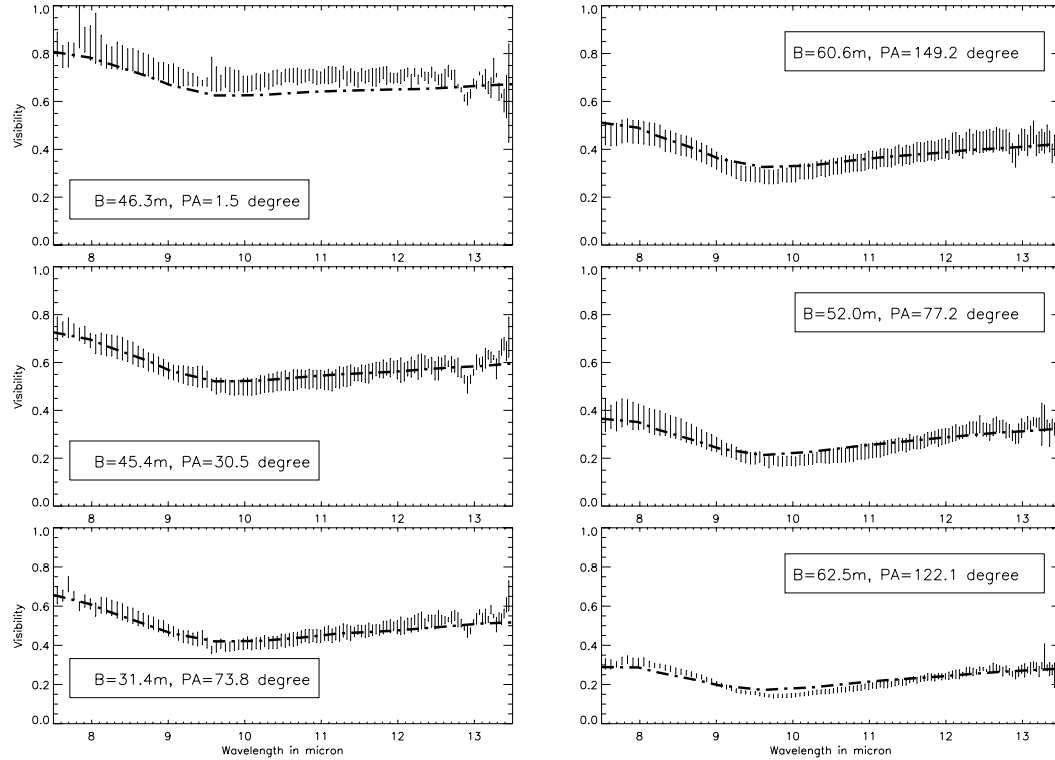 1.0
0.8
0.6
0.4
0.2
0.0
Visibility
B=46.3m, PA=1.5 degree
8 9 10 11 12 13
1.0
0.8
0.6
0.4
0.2
0.0
Visibility
B=45.4m, PA=30.5 degree
8 9 10 11 12 13
1.0
0.8
0.6
0.4
0.2
0.0
Visibility
B=31.4m, PA=73.8 degree
8 9 10 11 12 13
Wavelength in micron
1.0
0.8
0.6
0.4
0.2
0.0
B=60.6m, PA=149.2 degree
8 9 10 11 12 13
1.0
0.8
0.6
0.4
0.2
0.0
B=52.0m, PA=77.2 degree
8 9 10 11 12 13
1.0
0.8
0.6
0.4
0.2
0.0
B=62.5m, PA=122.1 degree
8 9 10 11 12 13
Wavelength in micron